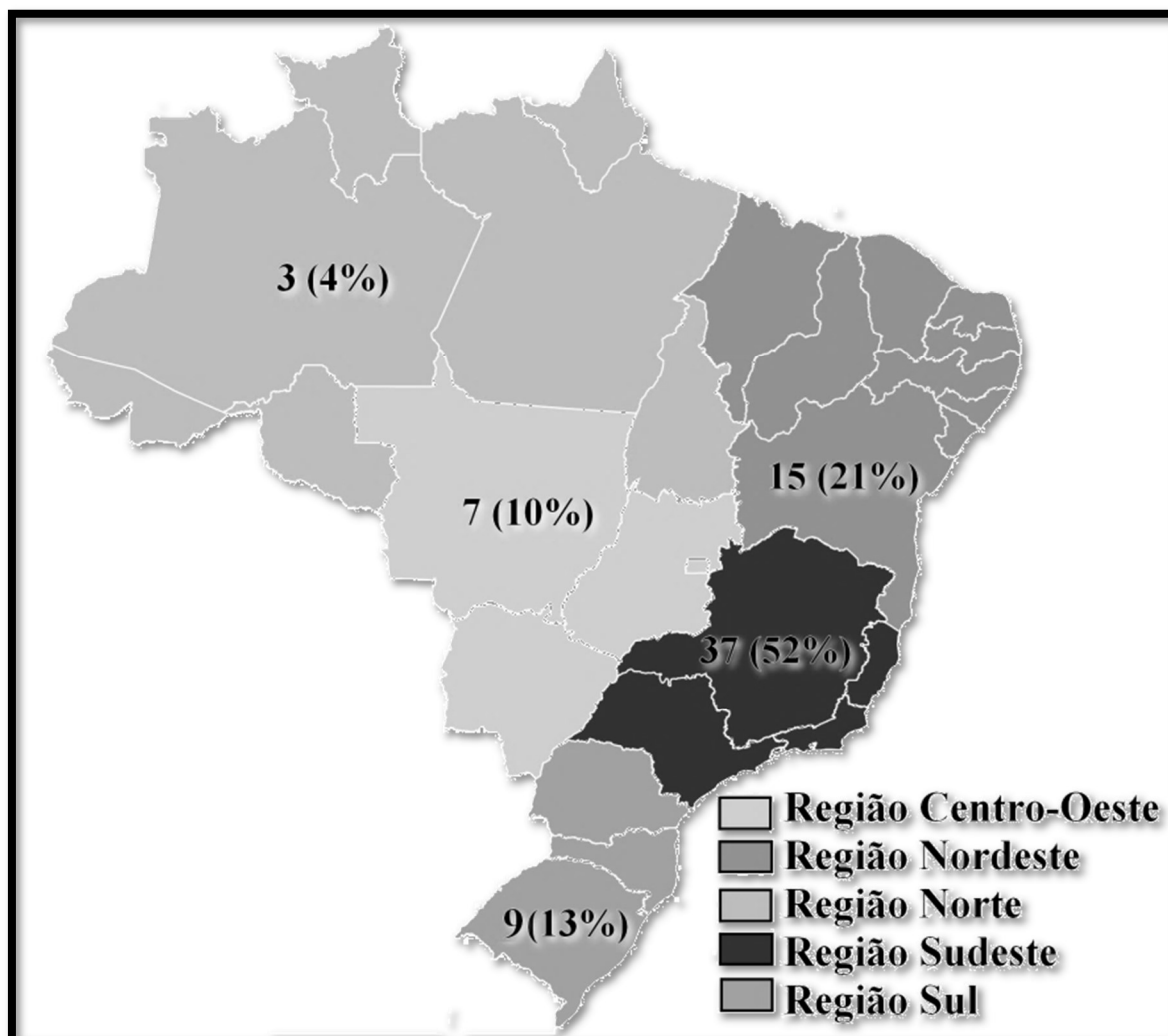 3 (4%)
15 (21%)
7 (10%)
37 (52%)
9(13%)
Região Centro-Oeste
Região Nordeste
Região Norte
Região Sudeste
Região Sul